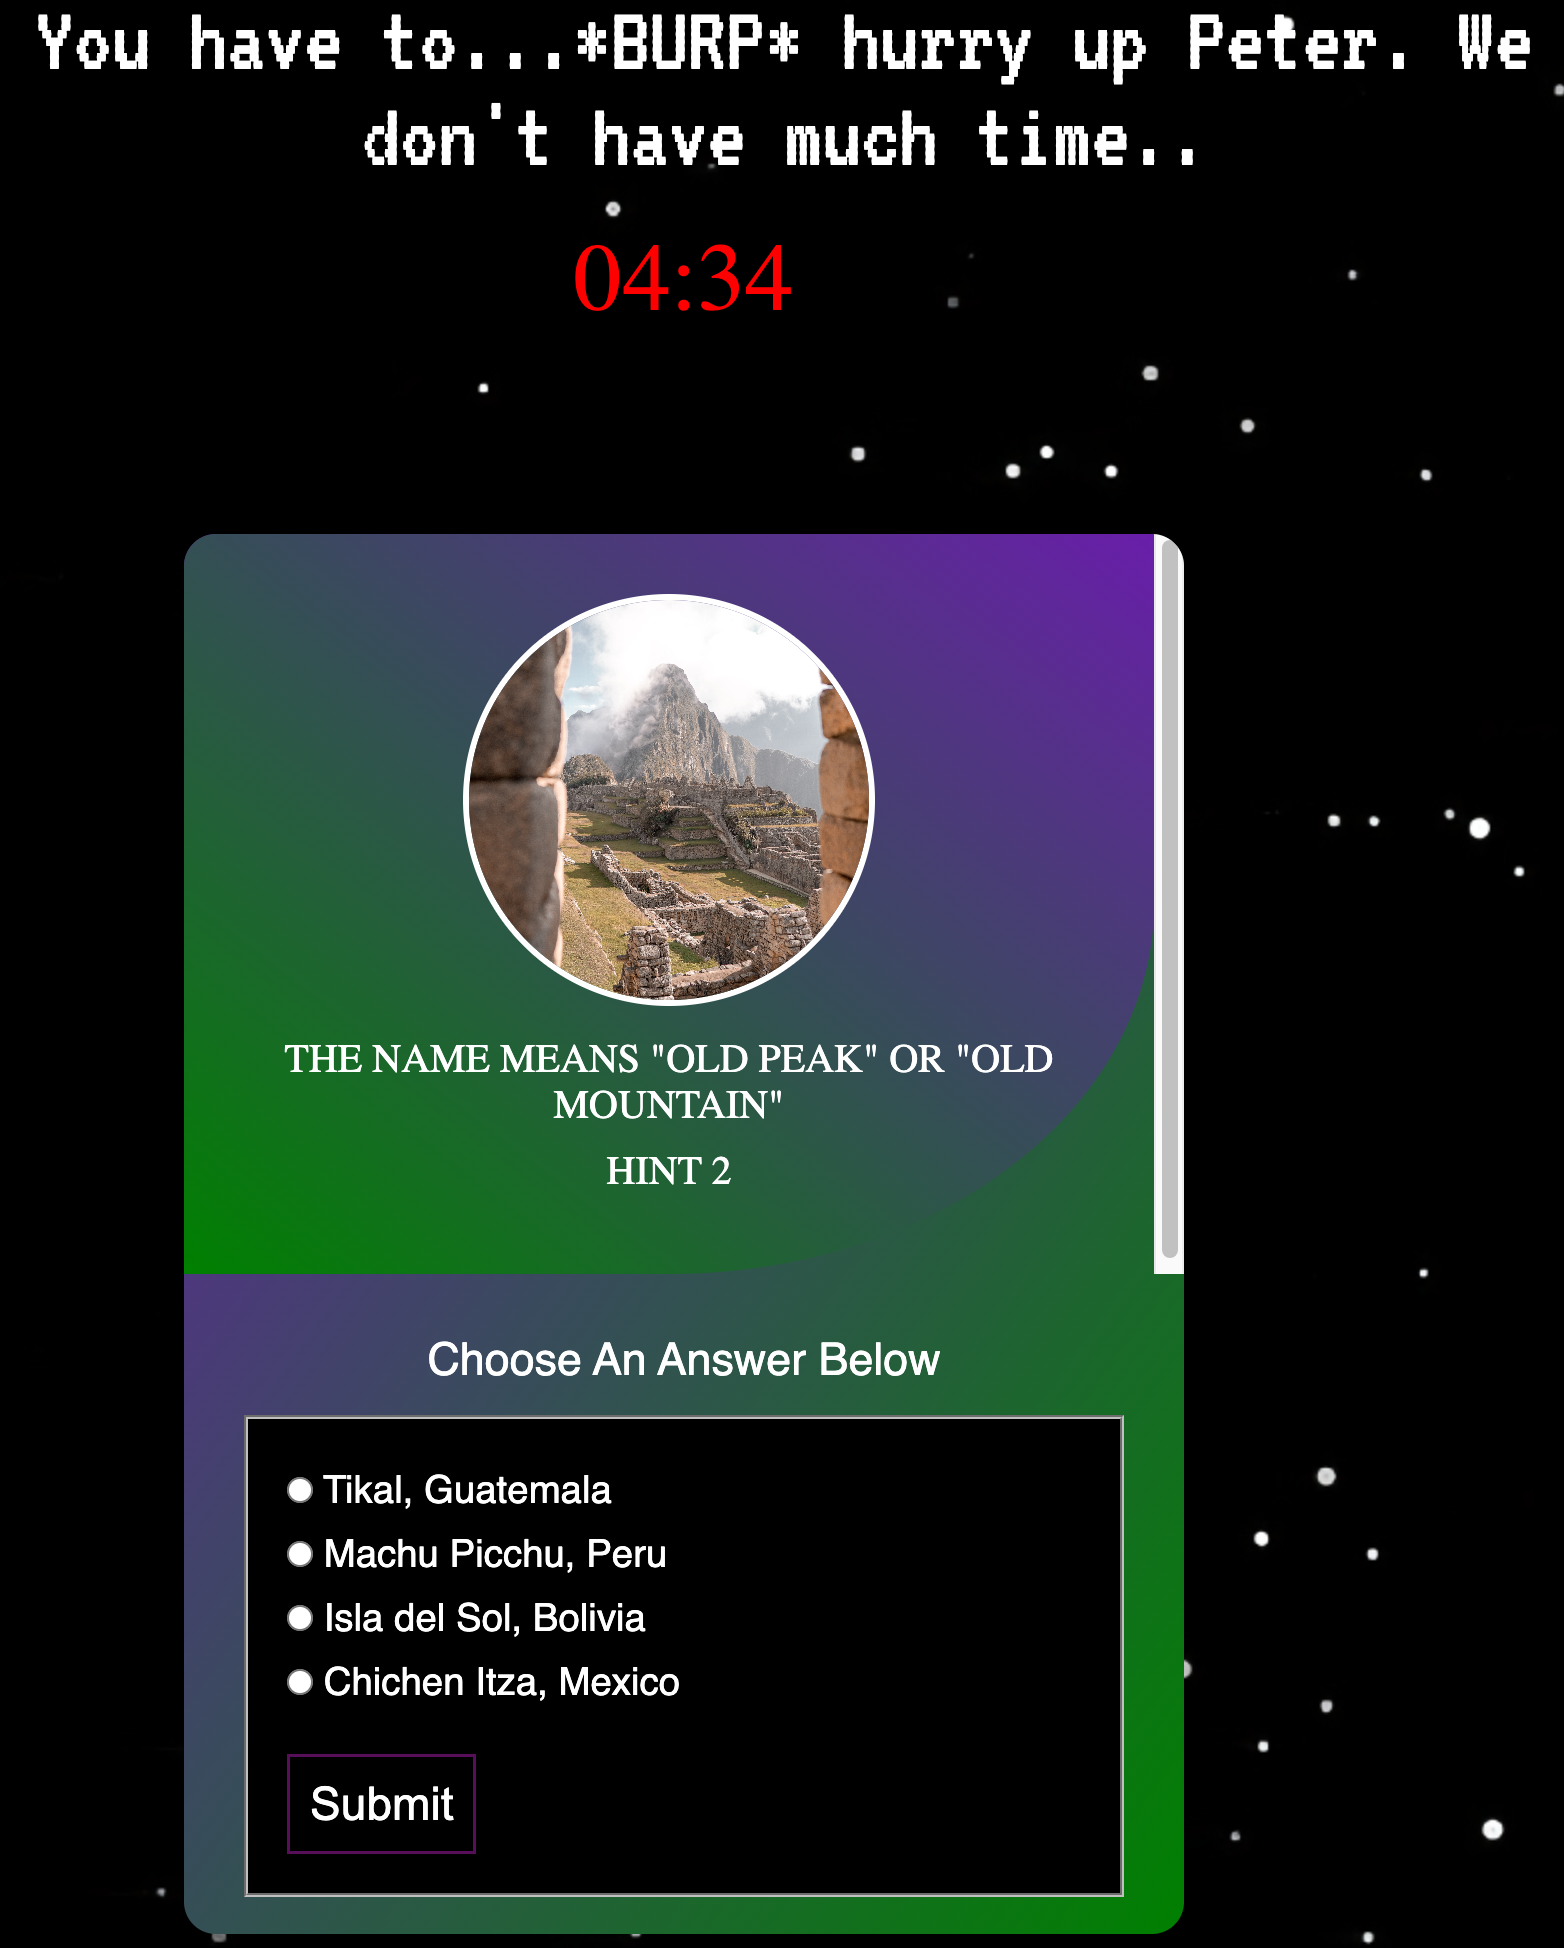 You have to...*BURP* hurry up Peter. We
don't have much time..
04:34
THE NAME MEANS "OLD PEAK" OR "OLD
MOUNTAIN"
HINT 2
Choose An Answer Below
Tikal, Guatemala
Machu Picchu, Peru
Isla del Sol, Bolivia
Chichen Itza, Mexico
Submit